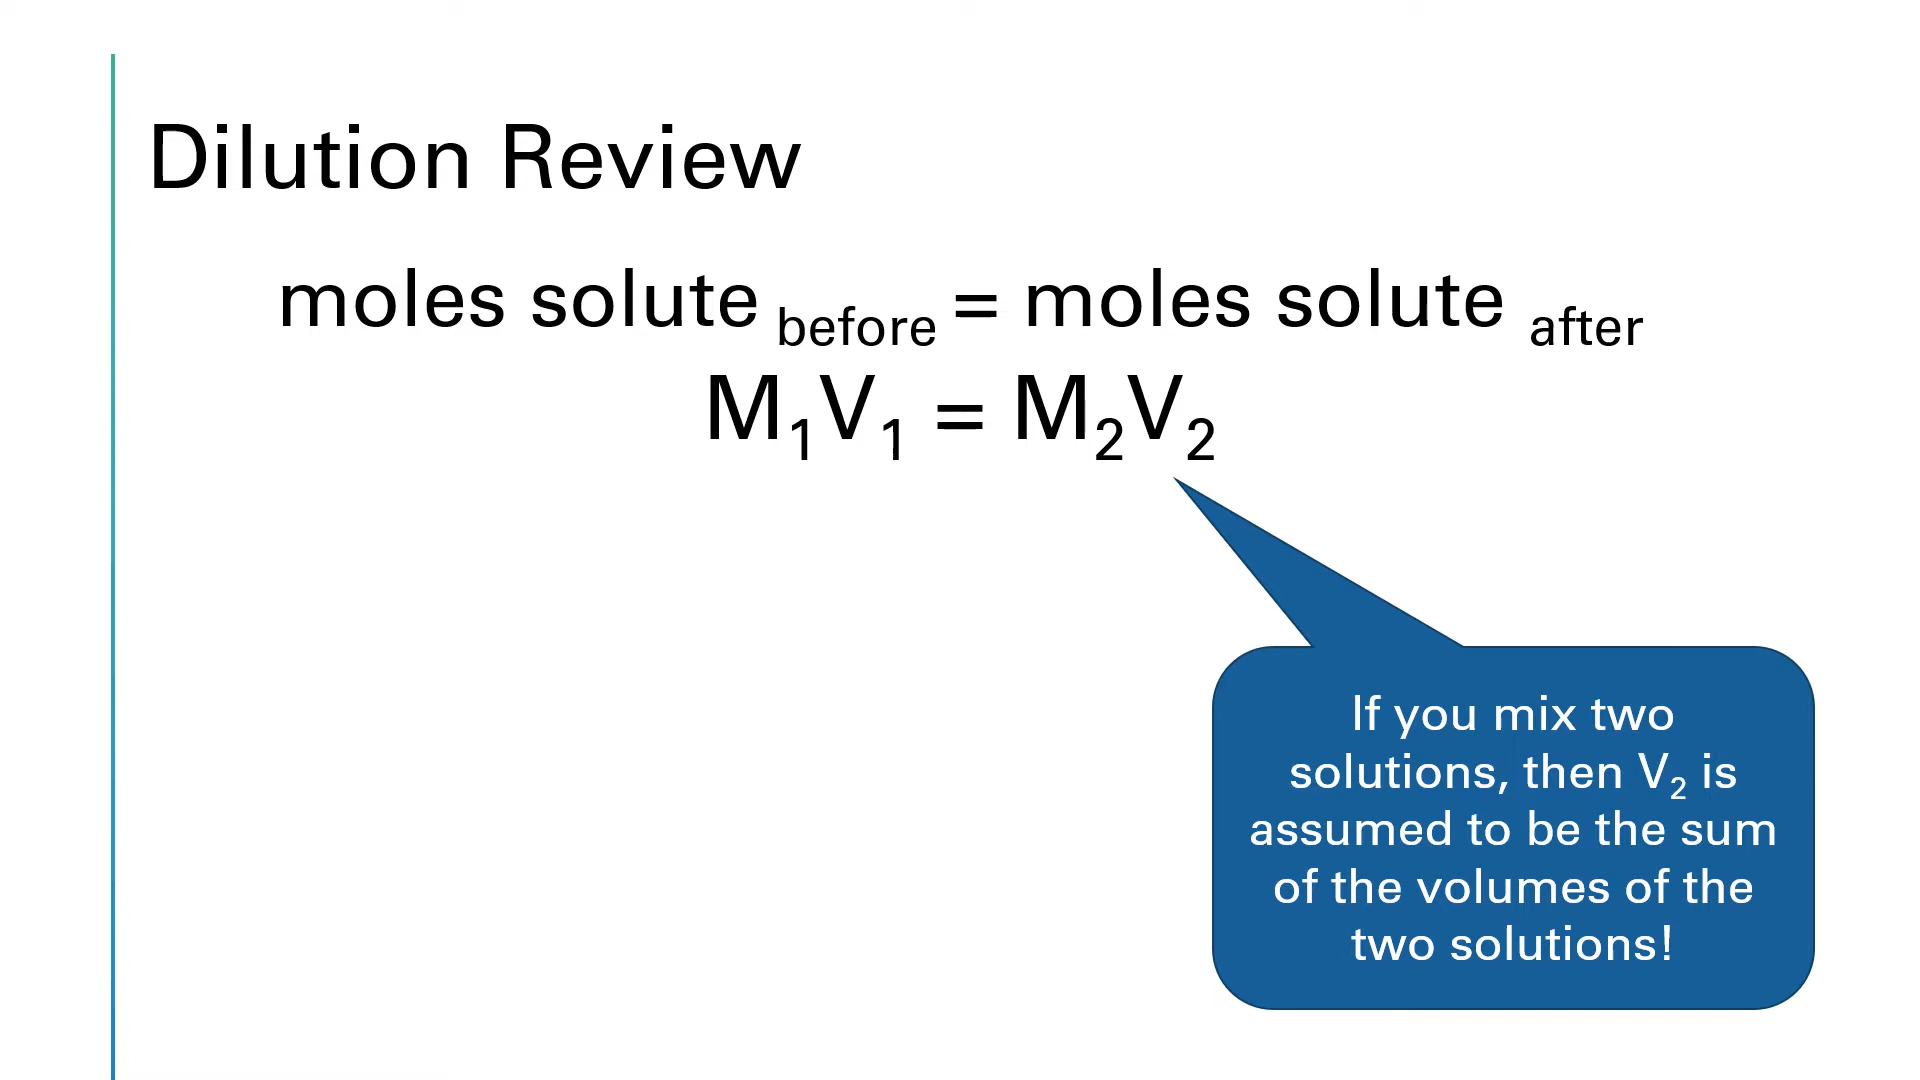 Dilution Review
moles solute before = moles solute after
M₁V₁ = M₂V₂
If you mix two
solutions, then V₂ is
assumed to be the sum
of the volumes of the
two solutions!